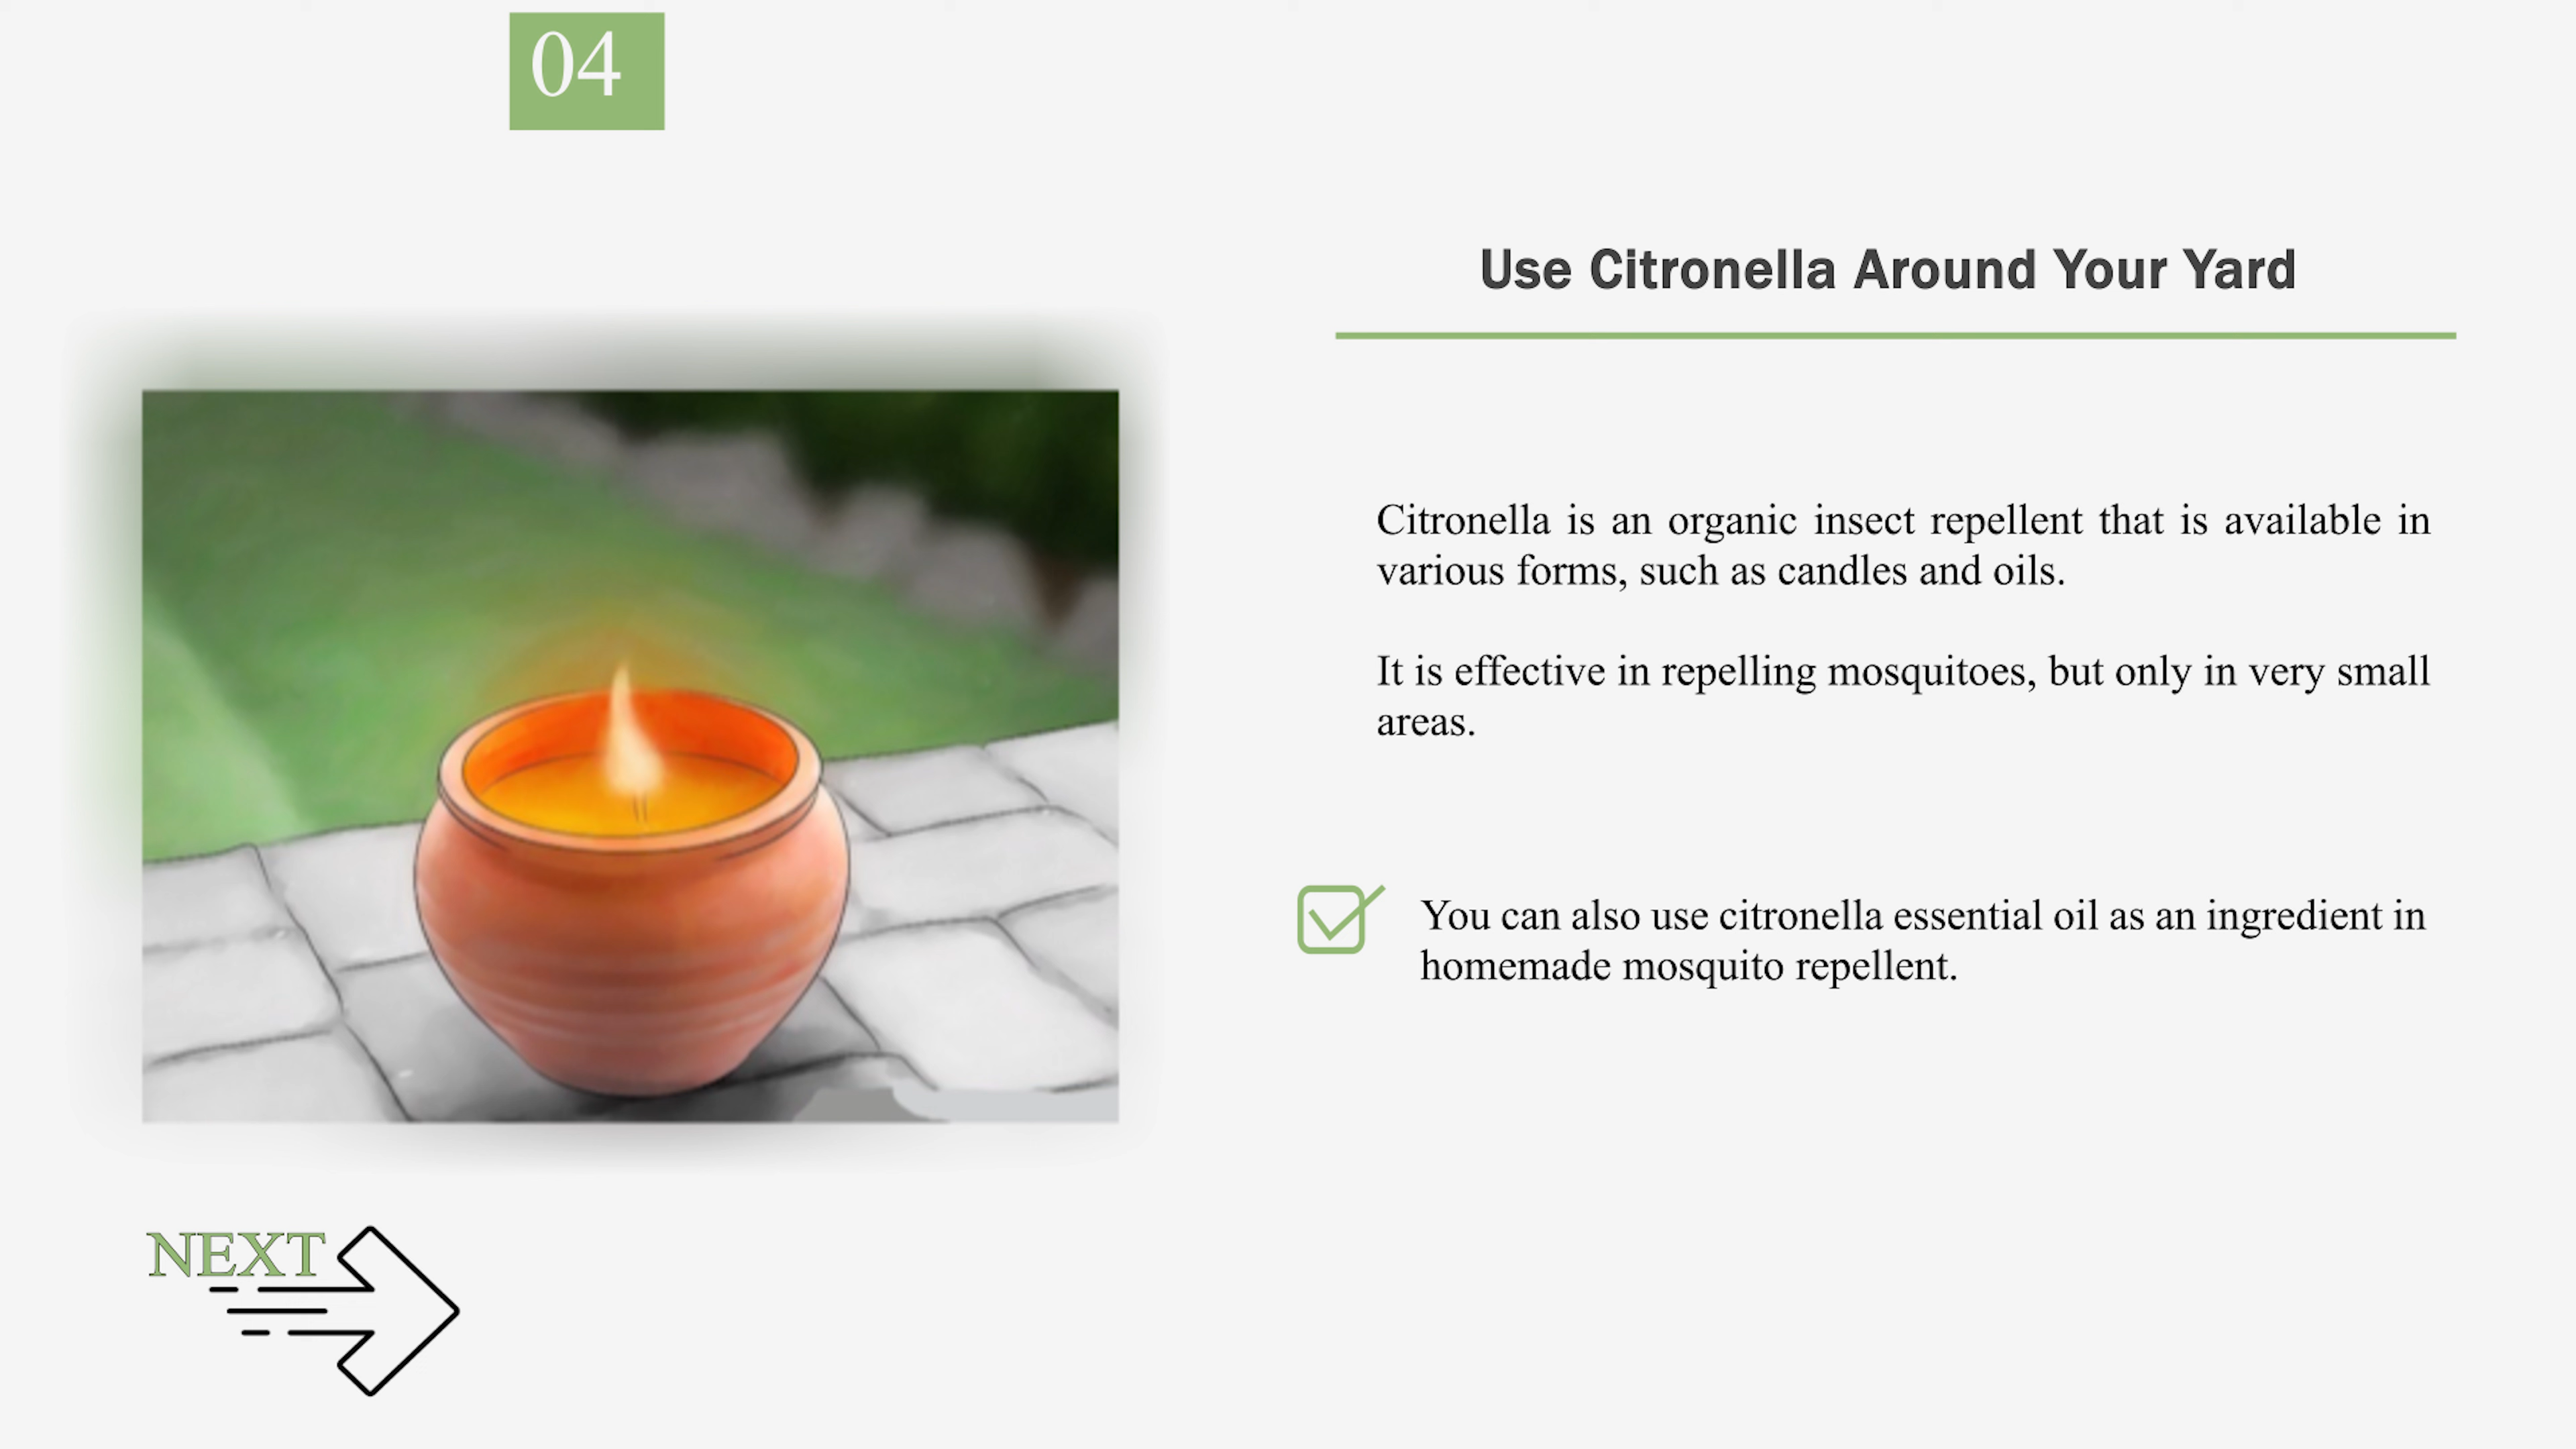 04
Use Citronella Around Your Yard
Citronella is an organic insect repellent that is available in
various forms, such as candles and oils.
It is effective in repelling mosquitoes, but only in very small
areas.
You can also use citronella essential oil as an ingredient in
homemade mosquito repellent.
NEXT